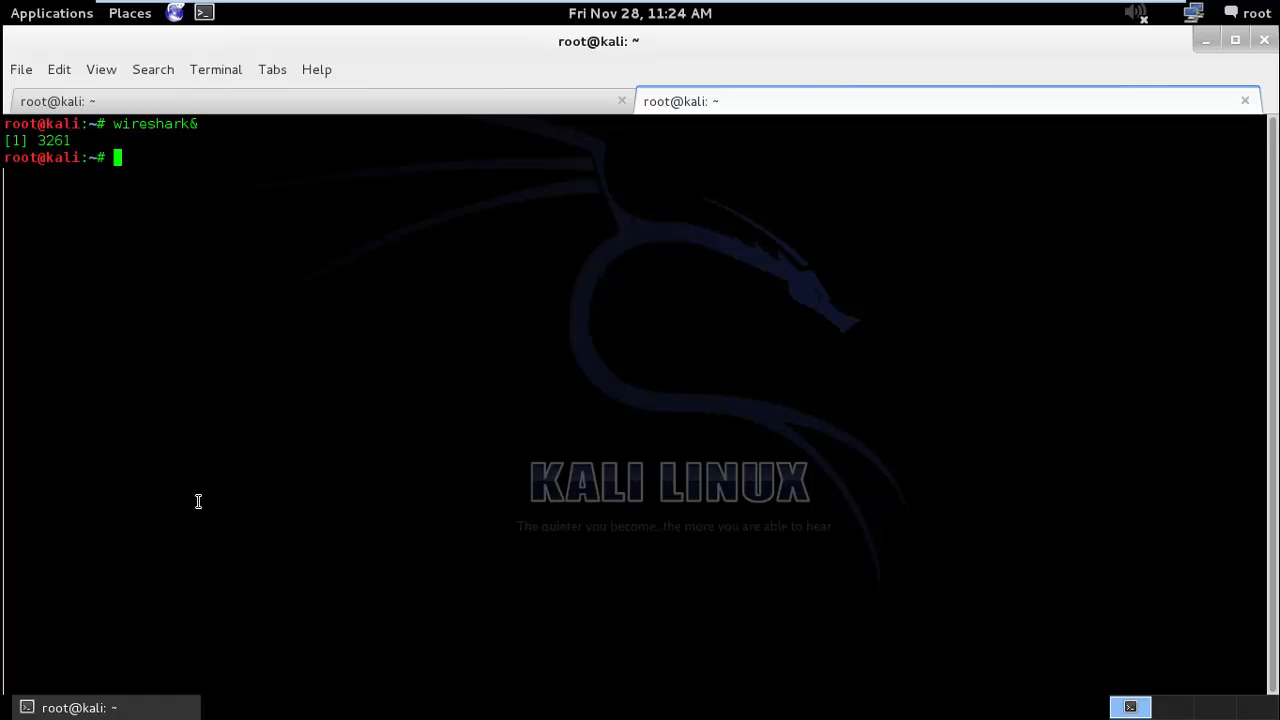 Applications Places Fri Nov 28, 11:24 AM root
root@kali: ~
File Edit View Search Terminal Tabs Help
root@kali: ~ root@kali: ~
root@kali:~# wireshark&
[1] 3261
root@kali:~#
KALI LINUX
The quieter you become..the more you are able to hear
root@kali: ~